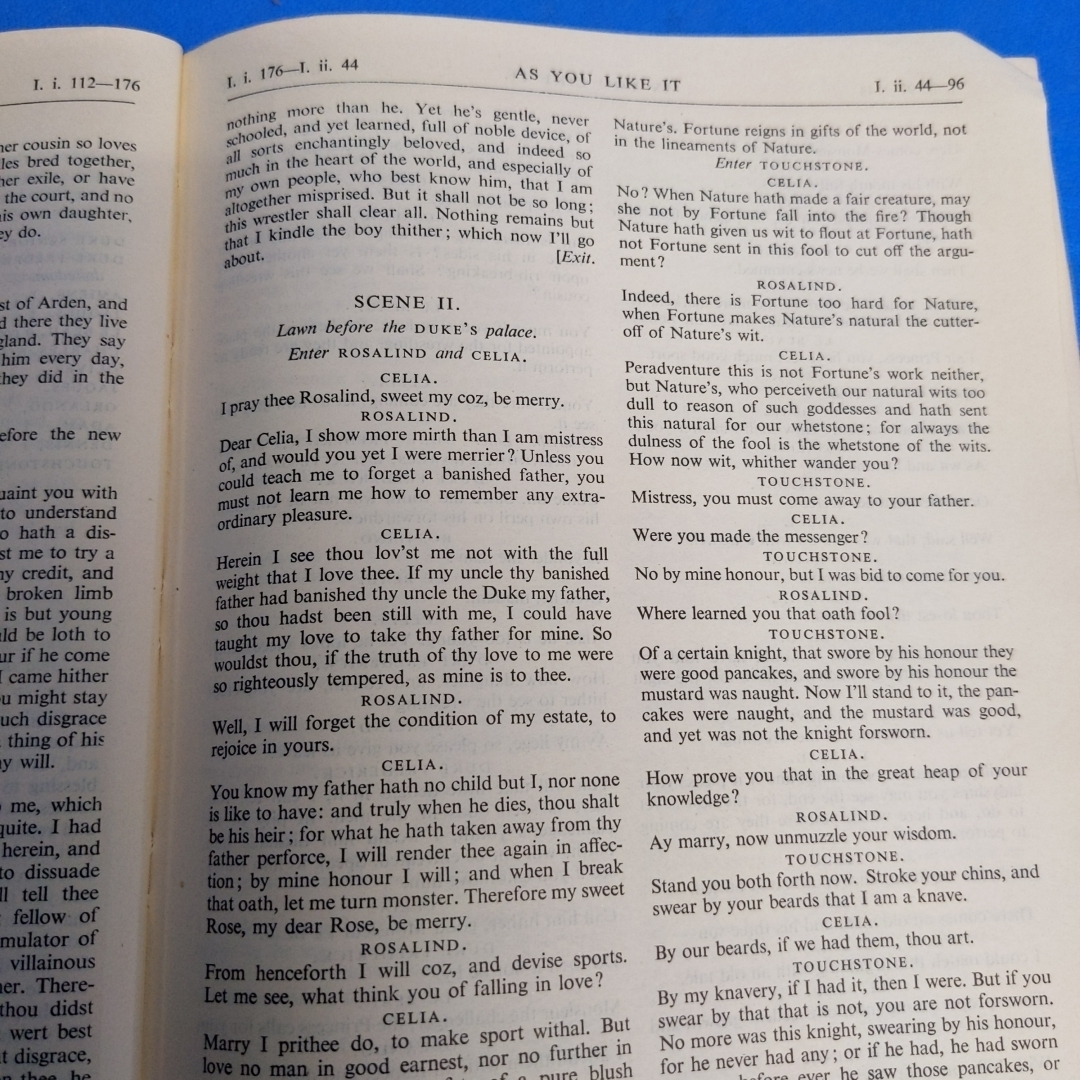 I. i. 112—176
her cousin so loves
bred together,
her exile, or have
the court, and no
his own daughter,
do.
of Arden, and
there they live
They say
him every day,
they did in the
before the new
you with
to understand
hath a dis-
me to try a
credit, and
broken limb
is but young
be loth to
if he come
I came hither
might stay
such disgrace
thing of his
will.
me, which
I had
herein, and
to dissuade
tell thee
fellow of
villainous
There-
thou didst
wert best
disgrace,
he
I. i. 176—I. ii. 44
AS YOU LIKE IT
I. ii. 44—96
nothing more than he. Yet he's gentle, never
schooled, and yet learned, full of noble device, of
all sorts enchantingly beloved, and indeed so
much in the heart of the world, and especially of
my own people, who best know him, that I am
altogether misprised. But it shall not be so long;
this wrestler shall clear all. Nothing remains but
that I kindle the boy thither; which now I'll go
about. [Exit.
SCENE II.
Lawn before the DUKE'S palace.
Enter ROSALIND and CELIA.
CELIA.
I pray thee Rosalind, sweet my coz, be merry.
ROSALIND.
Dear Celia, I show more mirth than I am mistress
of, and would you yet I were merrier? Unless you
could teach me to forget a banished father, you
must not learn me how to remember any extra-
ordinary pleasure.
CELIA.
Herein I see thou lov'st me not with the full
weight that I love thee. If my uncle thy banished
father had banished thy uncle the Duke my father,
so thou hadst been still with me, I could have
taught my love to take thy father for mine. So
wouldst thou, if the truth of thy love to me were
so righteously tempered, as mine is to thee.
ROSALIND.
Well, I will forget the condition of my estate, to
rejoice in yours.
CELIA.
You know my father hath no child but I, nor none
is like to have: and truly when he dies, thou shalt
be his heir; for what he hath taken away from thy
father perforce, I will render thee again in affec-
tion; by mine honour I will; and when I break
that oath, let me turn monster. Therefore my sweet
Rose, my dear Rose, be merry.
ROSALIND.
From henceforth I will coz, and devise sports.
Let me see, what think you of falling in love?
CELIA.
Marry I prithee do, to make sport withal. But
love no man in good earnest, nor no further in
of a pure blush
Nature's. Fortune reigns in gifts of the world, not
in the lineaments of Nature.
Enter TOUCHSTONE.
CELIA.
No? When Nature hath made a fair creature, may
she not by Fortune fall into the fire? Though
Nature hath given us wit to flout at Fortune, hath
not Fortune sent in this fool to cut off the argu-
ment?
ROSALIND.
Indeed, there is Fortune too hard for Nature,
when Fortune makes Nature's natural the cutter-
off of Nature's wit.
CELIA.
Peradventure this is not Fortune's work neither,
but Nature's, who perceiveth our natural wits too
dull to reason of such goddesses and hath sent
this natural for our whetstone; for always the
dulness of the fool is the whetstone of the wits.
How now wit, whither wander you?
TOUCHSTONE.
Mistress, you must come away to your father.
CELIA.
Were you made the messenger?
TOUCHSTONE.
No by mine honour, but I was bid to come for you.
ROSALIND.
Where learned you that oath fool?
TOUCHSTONE.
Of a certain knight, that swore by his honour they
were good pancakes, and swore by his honour the
mustard was naught. Now I'll stand to it, the pan-
cakes were naught, and the mustard was good,
and yet was not the knight forsworn.
CELIA.
How prove you that in the great heap of your
knowledge?
ROSALIND.
Ay marry, now unmuzzle your wisdom.
TOUCHSTONE.
Stand you both forth now. Stroke your chins, and
swear by your beards that I am a knave.
CELIA.
By our beards, if we had them, thou art.
TOUCHSTONE.
By my knavery, if I had it, then I were. But if you
swear by that that is not, you are not forsworn.
No more was this knight, swearing by his honour,
for he never had any; or if he had, he had sworn
before ever he saw those pancakes, or